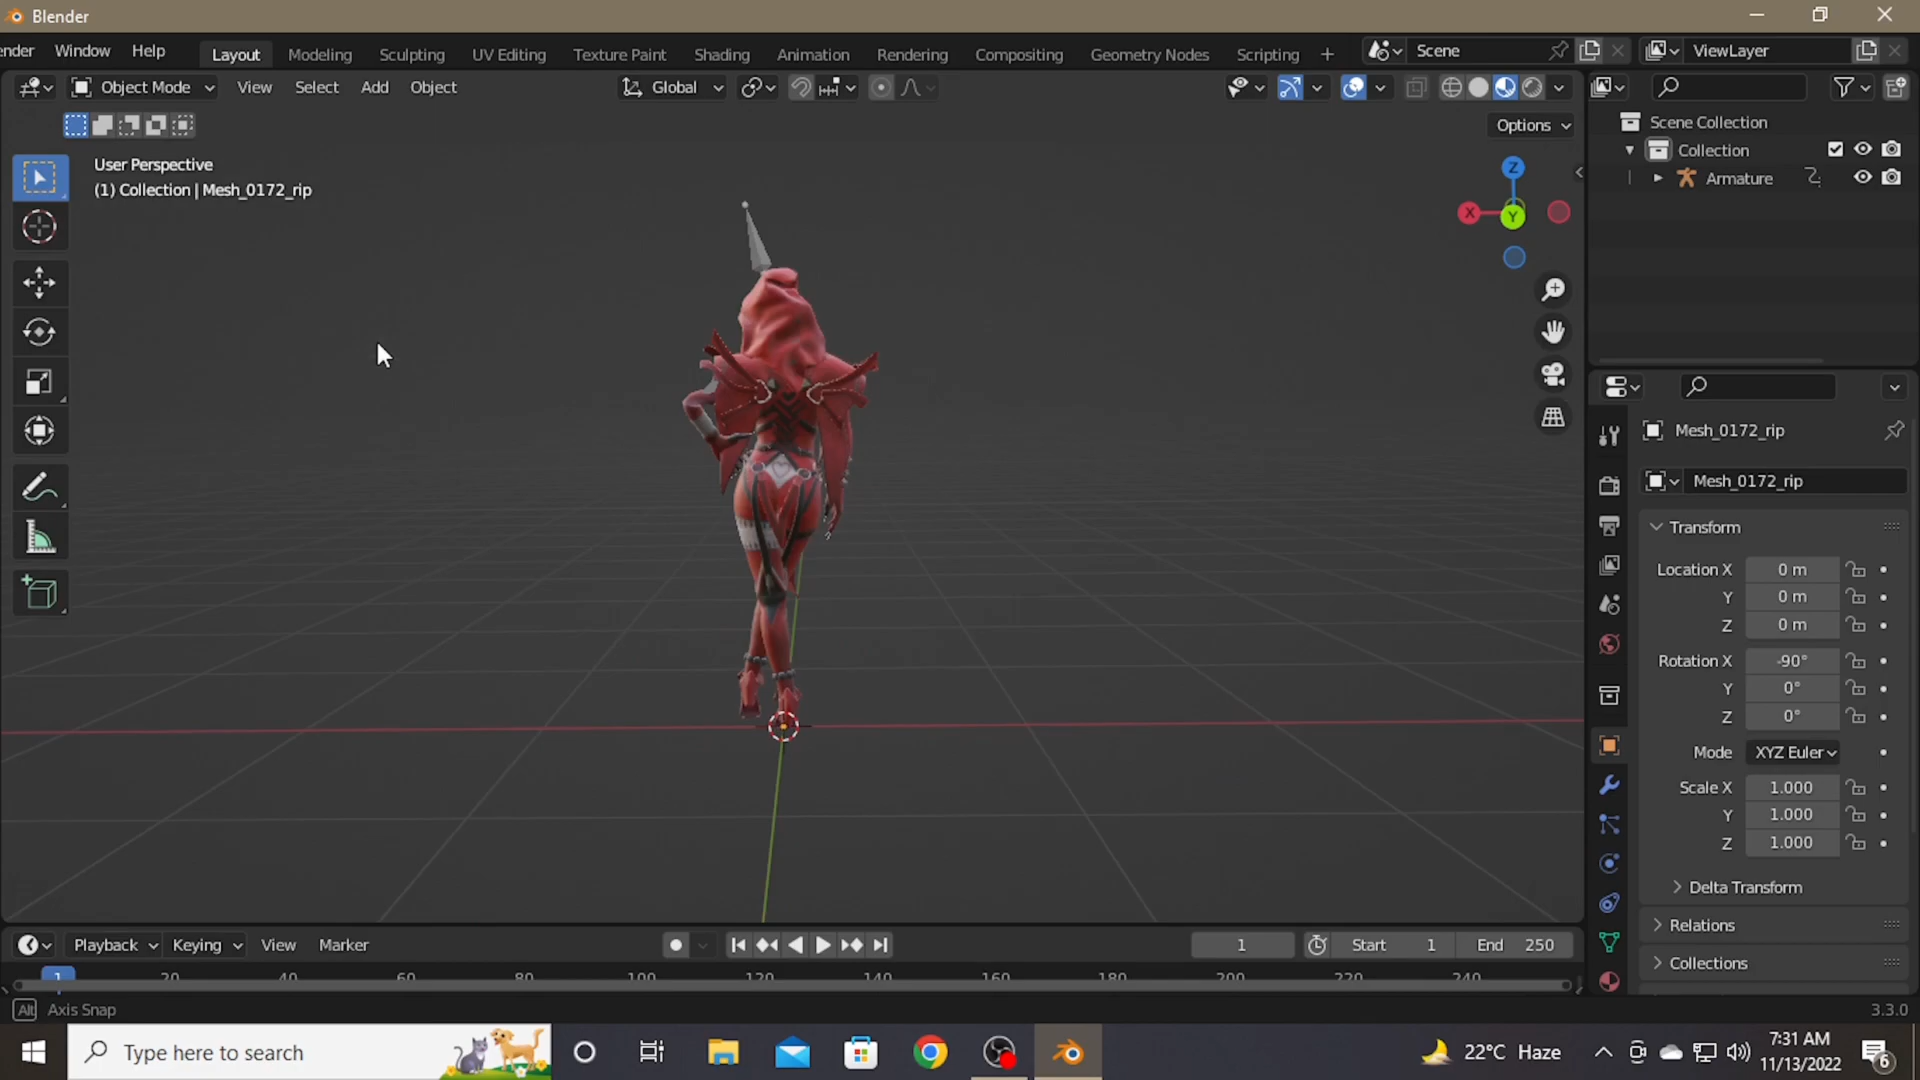 Blender
ender Window Help Layout Modeling Sculpting UV Editing Texture Paint Shading Animation Rendering Compositing Geometry Nodes Scripting + Scene ViewLayer
Object Mode View Select Add Object Global
Options
Scene Collection
Collection
Armature
User Perspective
(1) Collection | Mesh_0172_rip
Z
X
Y
Mesh_0172_rip
Mesh_0172_rip
Transform
Location X 0 m
Y 0 m
Z 0 m
Rotation X -90°
Y 0°
Z 0°
Mode XYZ Euler
Scale X 1.000
Y 1.000
Z 1.000
Delta Transform
Relations
Collections
Playback Keying View Marker 1 Start 1 End 250
1 20 40 60 80 100 120 140 160 180 200 220 240
Alt Axis Snap 3.3.0
Type here to search 22°C Haze 7:31 AM
11/13/2022 6